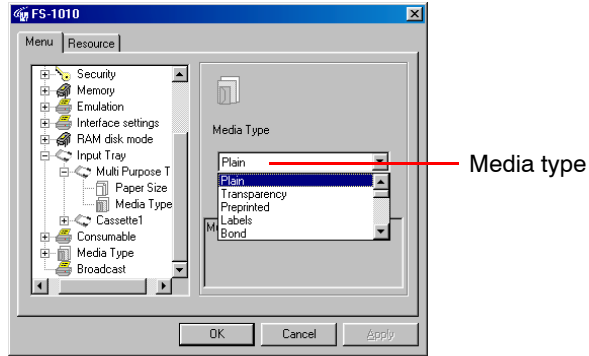 FS-1010
Menu
Resource
Security
Memory
Emulation
Interface settings
RAM disk mode
Input Tray
Multi Purpose T
Paper Size
Media Type
Cassette1
Consumable
Media Type
Broadcast
Media Type
Plain
Plain
Transparency
Preprinted
Labels
Bond
M
OK
Cancel
Apply
Media type